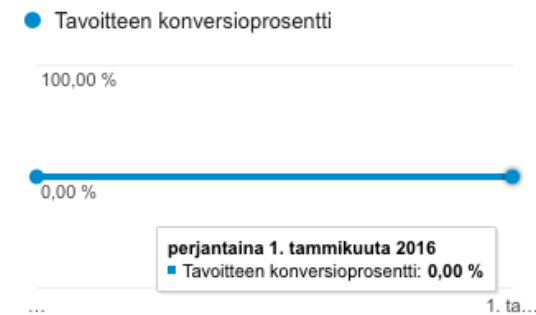 Tavoitteen konversioprosentti
100,00 %
0,00 %
perjantaina 1. tammikuuta 2016
Tavoitteen konversioprosentti: 0,00 %
... 1. ta...